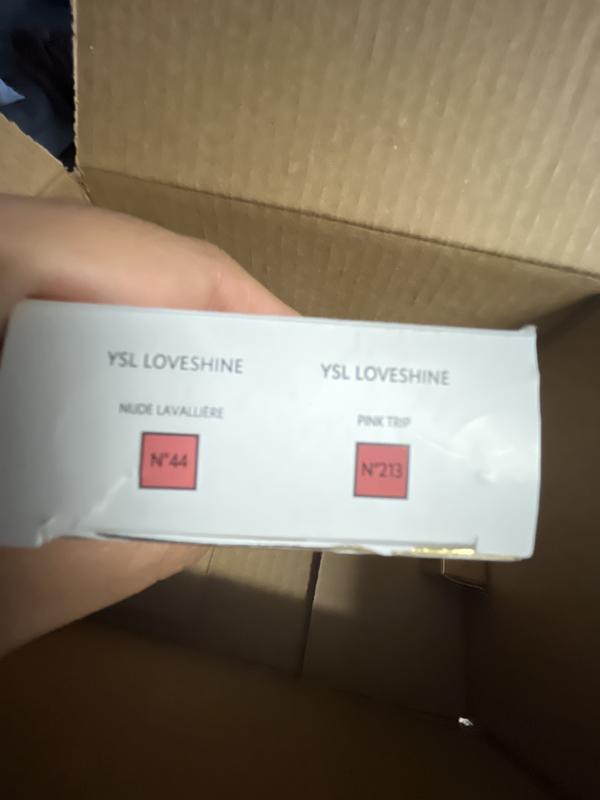 YSL LOVESHINE
NUDE LAVALLIÈRE
N°44
YSL LOVESHINE
PINK TRIP
N°213